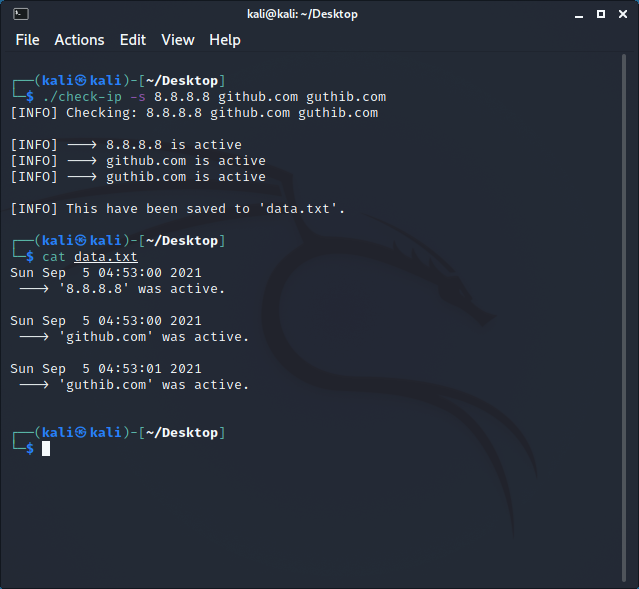 kali@kali: ~/Desktop
File Actions Edit View Help
┌──(kali㉿kali)-[~/Desktop]
└─$ ./check-ip -s 8.8.8.8 github.com guthib.com
[INFO] Checking: 8.8.8.8 github.com guthib.com
[INFO] ---> 8.8.8.8 is active
[INFO] ---> github.com is active
[INFO] ---> guthib.com is active
[INFO] This have been saved to 'data.txt'.
┌──(kali㉿kali)-[~/Desktop]
└─$ cat data.txt
Sun Sep  5 04:53:00 2021
 ---> '8.8.8.8' was active.
Sun Sep  5 04:53:00 2021
 ---> 'github.com' was active.
Sun Sep  5 04:53:01 2021
 ---> 'guthib.com' was active.
┌──(kali㉿kali)-[~/Desktop]
└─$